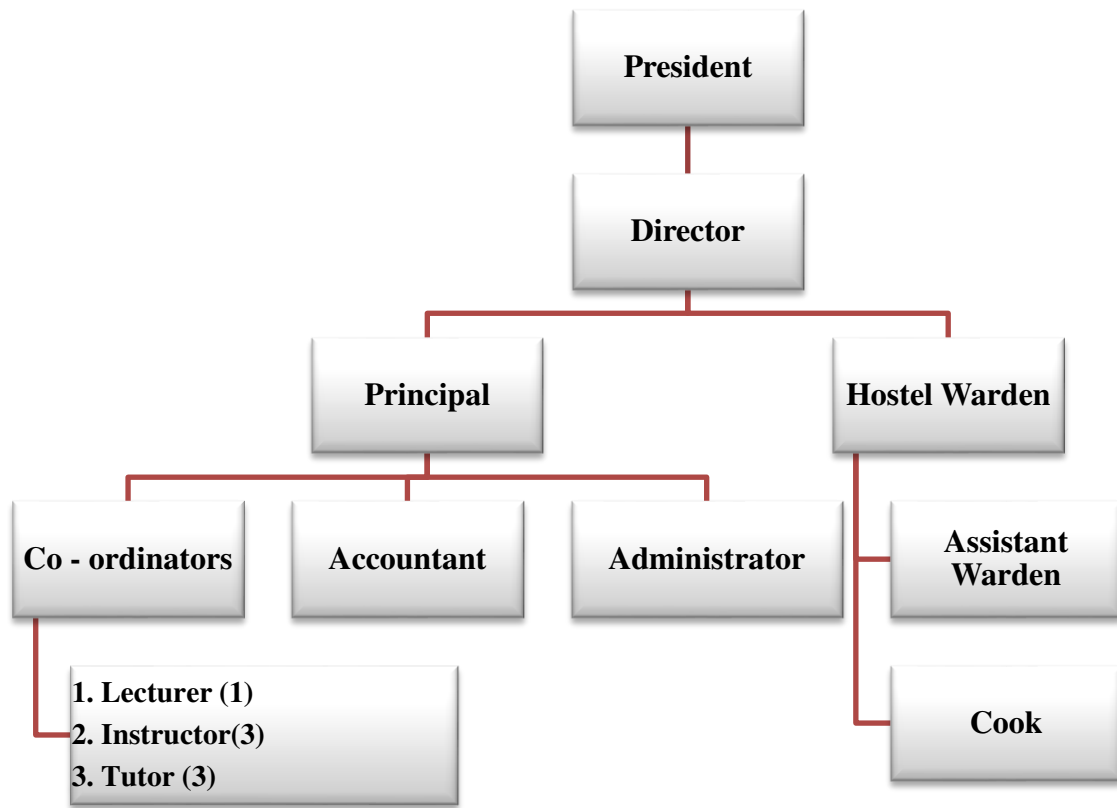 President
Director
Principal
Hostel Warden
Co - ordinators
Accountant
Administrator
Assistant
Warden
1. Lecturer (1)
2. Instructor(3)
3. Tutor (3)
Cook